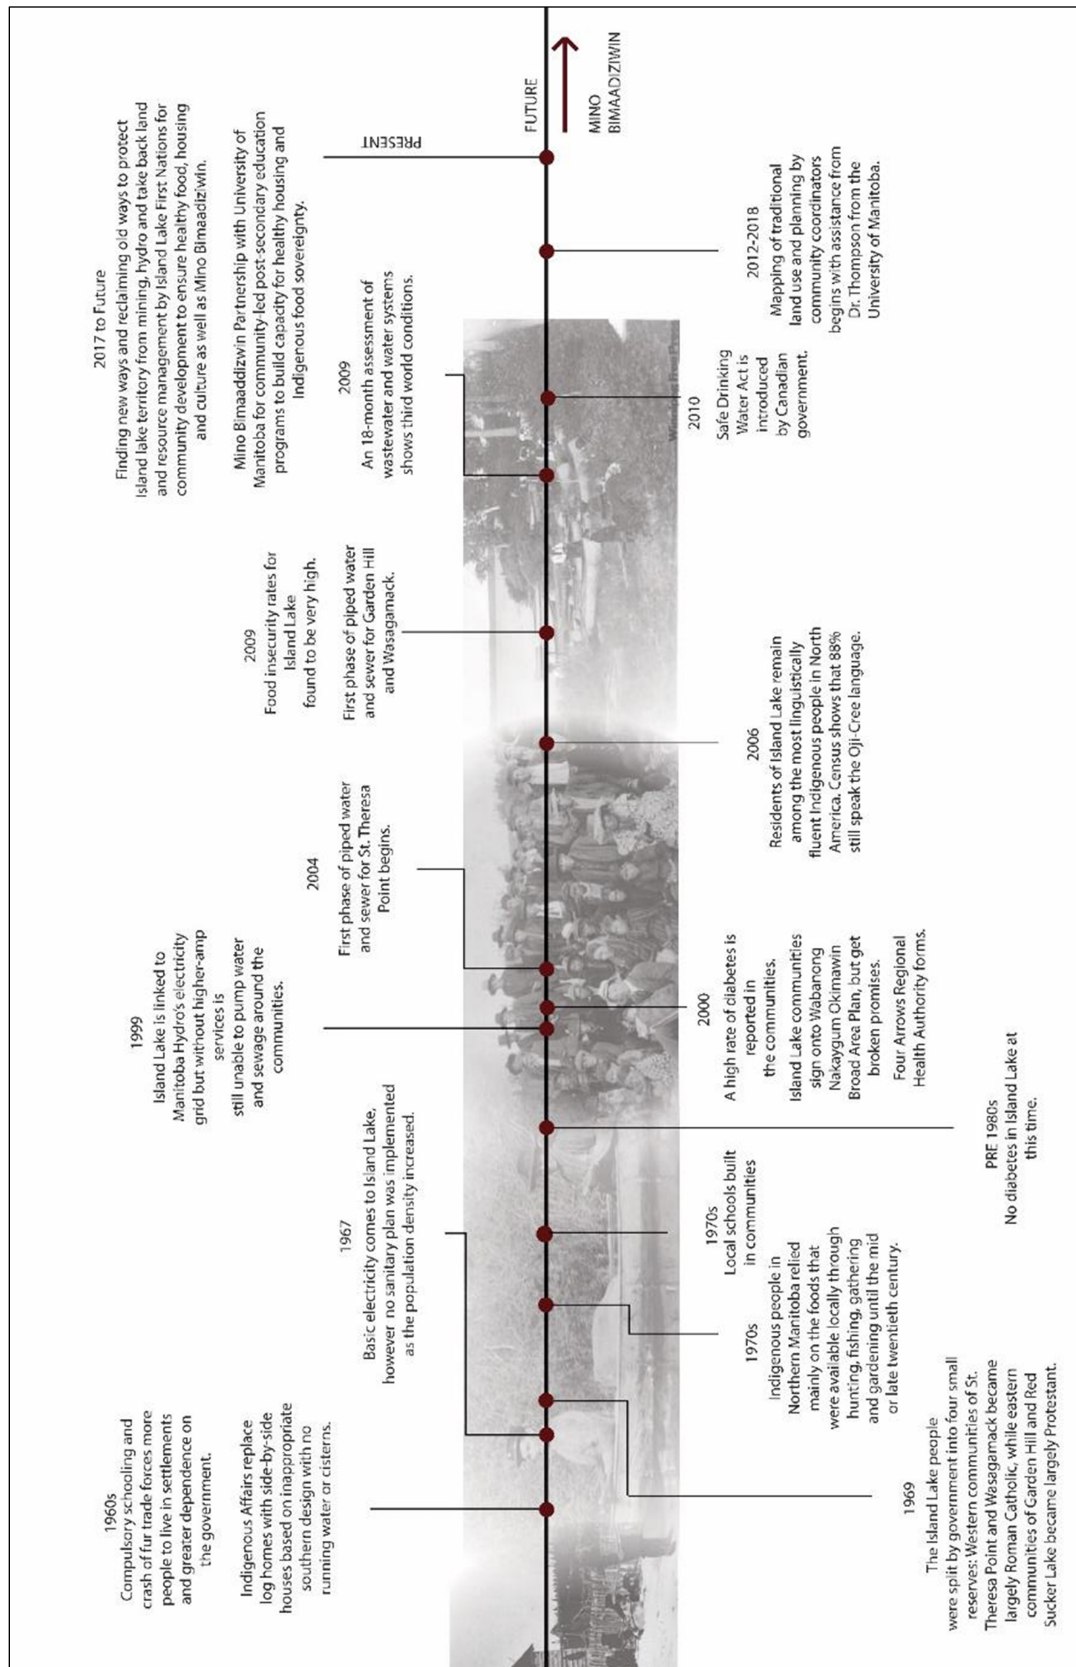 1960s
Compulsory schooling and
crash of fur trade forces more
people to live in settlements
and greater dependence on
the government.
Indigenous Affairs replace
log homes with side-by-side
houses based on inappropriate
southern design with no
running water or cisterns.
1967
Basic electricity comes to Island Lake,
however no sanitary plan was implemented
as the population density increased.
1999
Island Lake is linked to
Manitoba Hydro's electricity
grid but without higher-amp
services is
still unable to pump water
and sewage around the
communities.
2004
First phase of piped water
and sewer for St. Theresa
Point begins.
2009
Food insecurity rates for
Island Lake
found to be very high.
First phase of piped water
and sewer for Garden Hill
and Wasagamack.
2009
An 18-month assessment of
wastewater and water systems
shows third world conditions.
2017 to Future
Finding new ways and reclaiming old ways to protect
Island lake territory from mining, hydro and take back land
and resource management by Island Lake First Nations for
community development to ensure healthy food, housing
and culture as well as Mino Bimaadiziwin.
Mino Bimaaddizwin Partnership with University of
Manitoba for community-led post-secondary education
programs to build capacity for healthy housing and
Indigenous food sovereignty.
PRESENT
FUTURE
MINO
BIMAADIZIWIN
1969
The Island Lake people
were split by government into four small
reserves: Western communities of St.
Theresa Point and Wasagamack became
largely Roman Catholic, while eastern
communities of Garden Hill and Red
Sucker Lake became largely Protestant.
1970s
Indigenous people in
Northern Manitoba relied
mainly on the foods that
were available locally through
hunting, fishing, gathering
and gardening until the mid
or late twentieth century.
1970s
Local schools built
in communities
PRE 1980s
No diabetes in Island Lake at
this time.
2000
A high rate of diabetes is
reported in
the communities.
Island Lake communities
sign onto Wabanong
Nakaygum Okimawin
Broad Area Plan, but get
broken promises.
Four Arrows Regional
Health Authority forms.
2006
Residents of Island Lake remain
among the most linguistically
fluent Indigenous people in North
America. Census shows that 88%
still speak the Oji-Cree language.
2010
Safe Drinking
Water Act is
introduced
by Canadian
government.
2012-2018
Mapping of traditional
land use and planning by
community coordinators
begins with assistance from
Dr. Thompson from the
University of Manitoba.